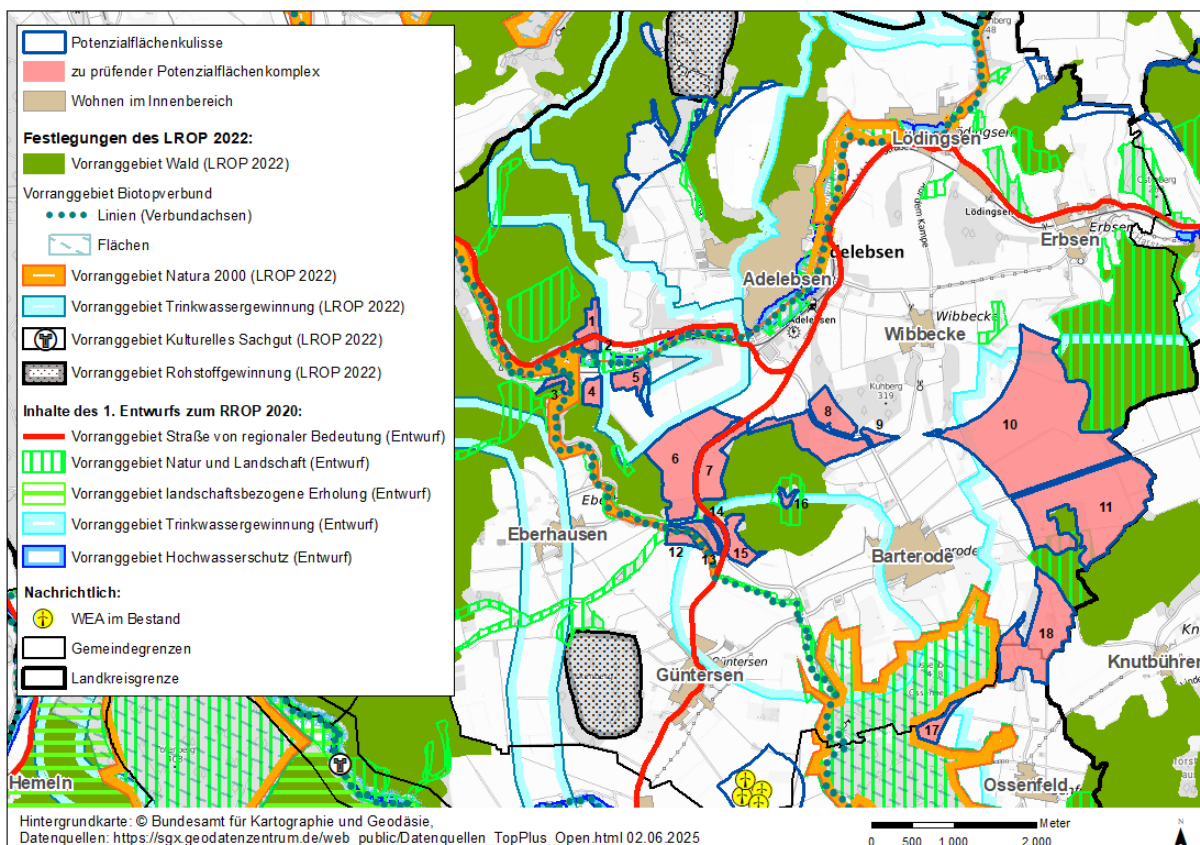 Potenzialflächenkulisse
zu prüfender Potenzialflächenkomplex
Wohnen im Innenbereich
Festlegungen des LROP 2022:
Vorranggebiet Wald (LROP 2022)
Vorranggebiet Biotopverbund
Linien (Verbundachsen)
Flächen
Vorranggebiet Natura 2000 (LROP 2022)
Vorranggebiet Trinkwassergewinnung (LROP 2022)
Vorranggebiet Kulturelles Sachgut (LROP 2022)
Vorranggebiet Rohstoffgewinnung (LROP 2022)
Inhalte des 1. Entwurfs zum RROP 2020:
Vorranggebiet Straße von regionaler Bedeutung (Entwurf)
Vorranggebiet Natur und Landschaft (Entwurf)
Vorranggebiet landschaftsbezogene Erholung (Entwurf)
Vorranggebiet Trinkwassergewinnung (Entwurf)
Vorranggebiet Hochwasserschutz (Entwurf)
Nachrichtlich:
WEA im Bestand
Gemeindegrenzen
Landkreisgrenze
Lödingsen
Lödingsen
Erbsen
Erbsen
Adelebsen
Adelebsen
Wibbecke
Wibbecke
Kuhberg
319
1
2
3
4
5
6
7
8
9
10
11
12
13
14
15
16
17
18
Eberhausen
Barterode
Güntersen
Güntersen
Knutbühren
Ossenfeld
Hemeln
Hintergrundkarte: © Bundesamt für Kartographie und Geodäsie,
Datenquellen: https://sgx.geodatenzentrum.de/web_public/Datenquellen_TopPlus_Open.html 02.06.2025
Meter
0 500 1.000 2.000
N